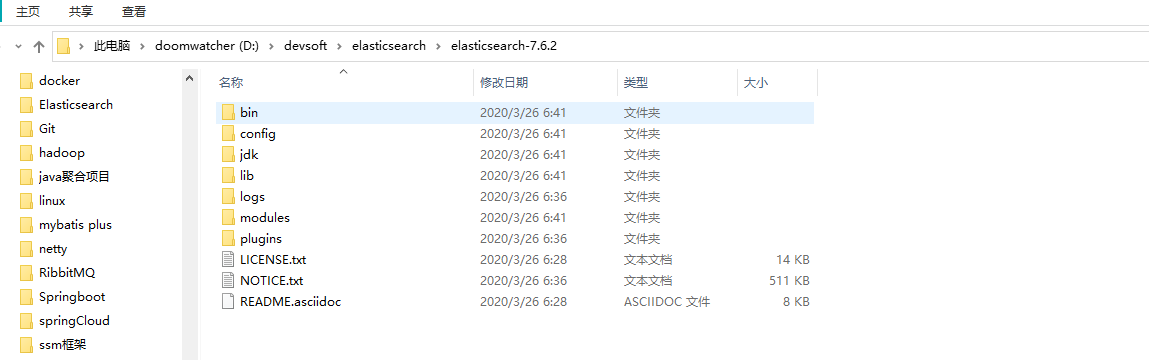 主页 共享 查看
此电脑 › doomwatcher (D:) › devsoft › elasticsearch › elasticsearch-7.6.2
docker
Elasticsearch
Git
hadoop
java聚合项目
linux
mybatis plus
netty
RibbitMQ
Springboot
springCloud
ssm框架
名称 修改日期 类型 大小
bin 2020/3/26 6:41 文件夹
config 2020/3/26 6:41 文件夹
jdk 2020/3/26 6:41 文件夹
lib 2020/3/26 6:41 文件夹
logs 2020/3/26 6:36 文件夹
modules 2020/3/26 6:41 文件夹
plugins 2020/3/26 6:36 文件夹
LICENSE.txt 2020/3/26 6:28 文本文档 14 KB
NOTICE.txt 2020/3/26 6:36 文本文档 511 KB
README.asciidoc 2020/3/26 6:28 ASCIIDOC 文件 8 KB